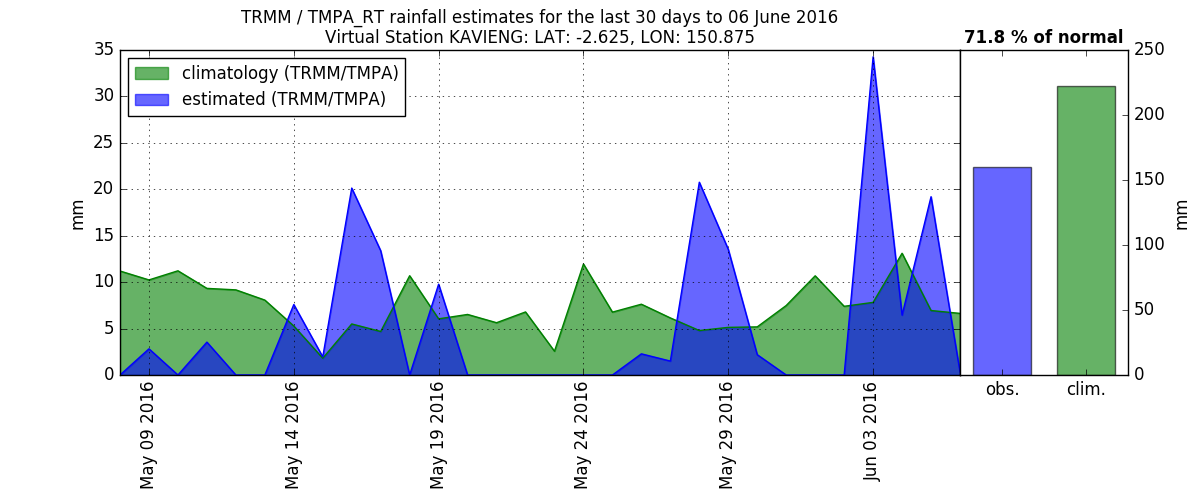 TRMM / TMPA_RT rainfall estimates for the last 30 days to 06 June 2016
Virtual Station KAVIENG: LAT: -2.625, LON: 150.875
71.8 % of normal
climatology (TRMM/TMPA)
estimated (TRMM/TMPA)
35
30
25
20
15
10
5
0
mm
May 09 2016
May 14 2016
May 19 2016
May 24 2016
May 29 2016
Jun 03 2016
obs.
clim.
250
200
150
100
50
0
mm